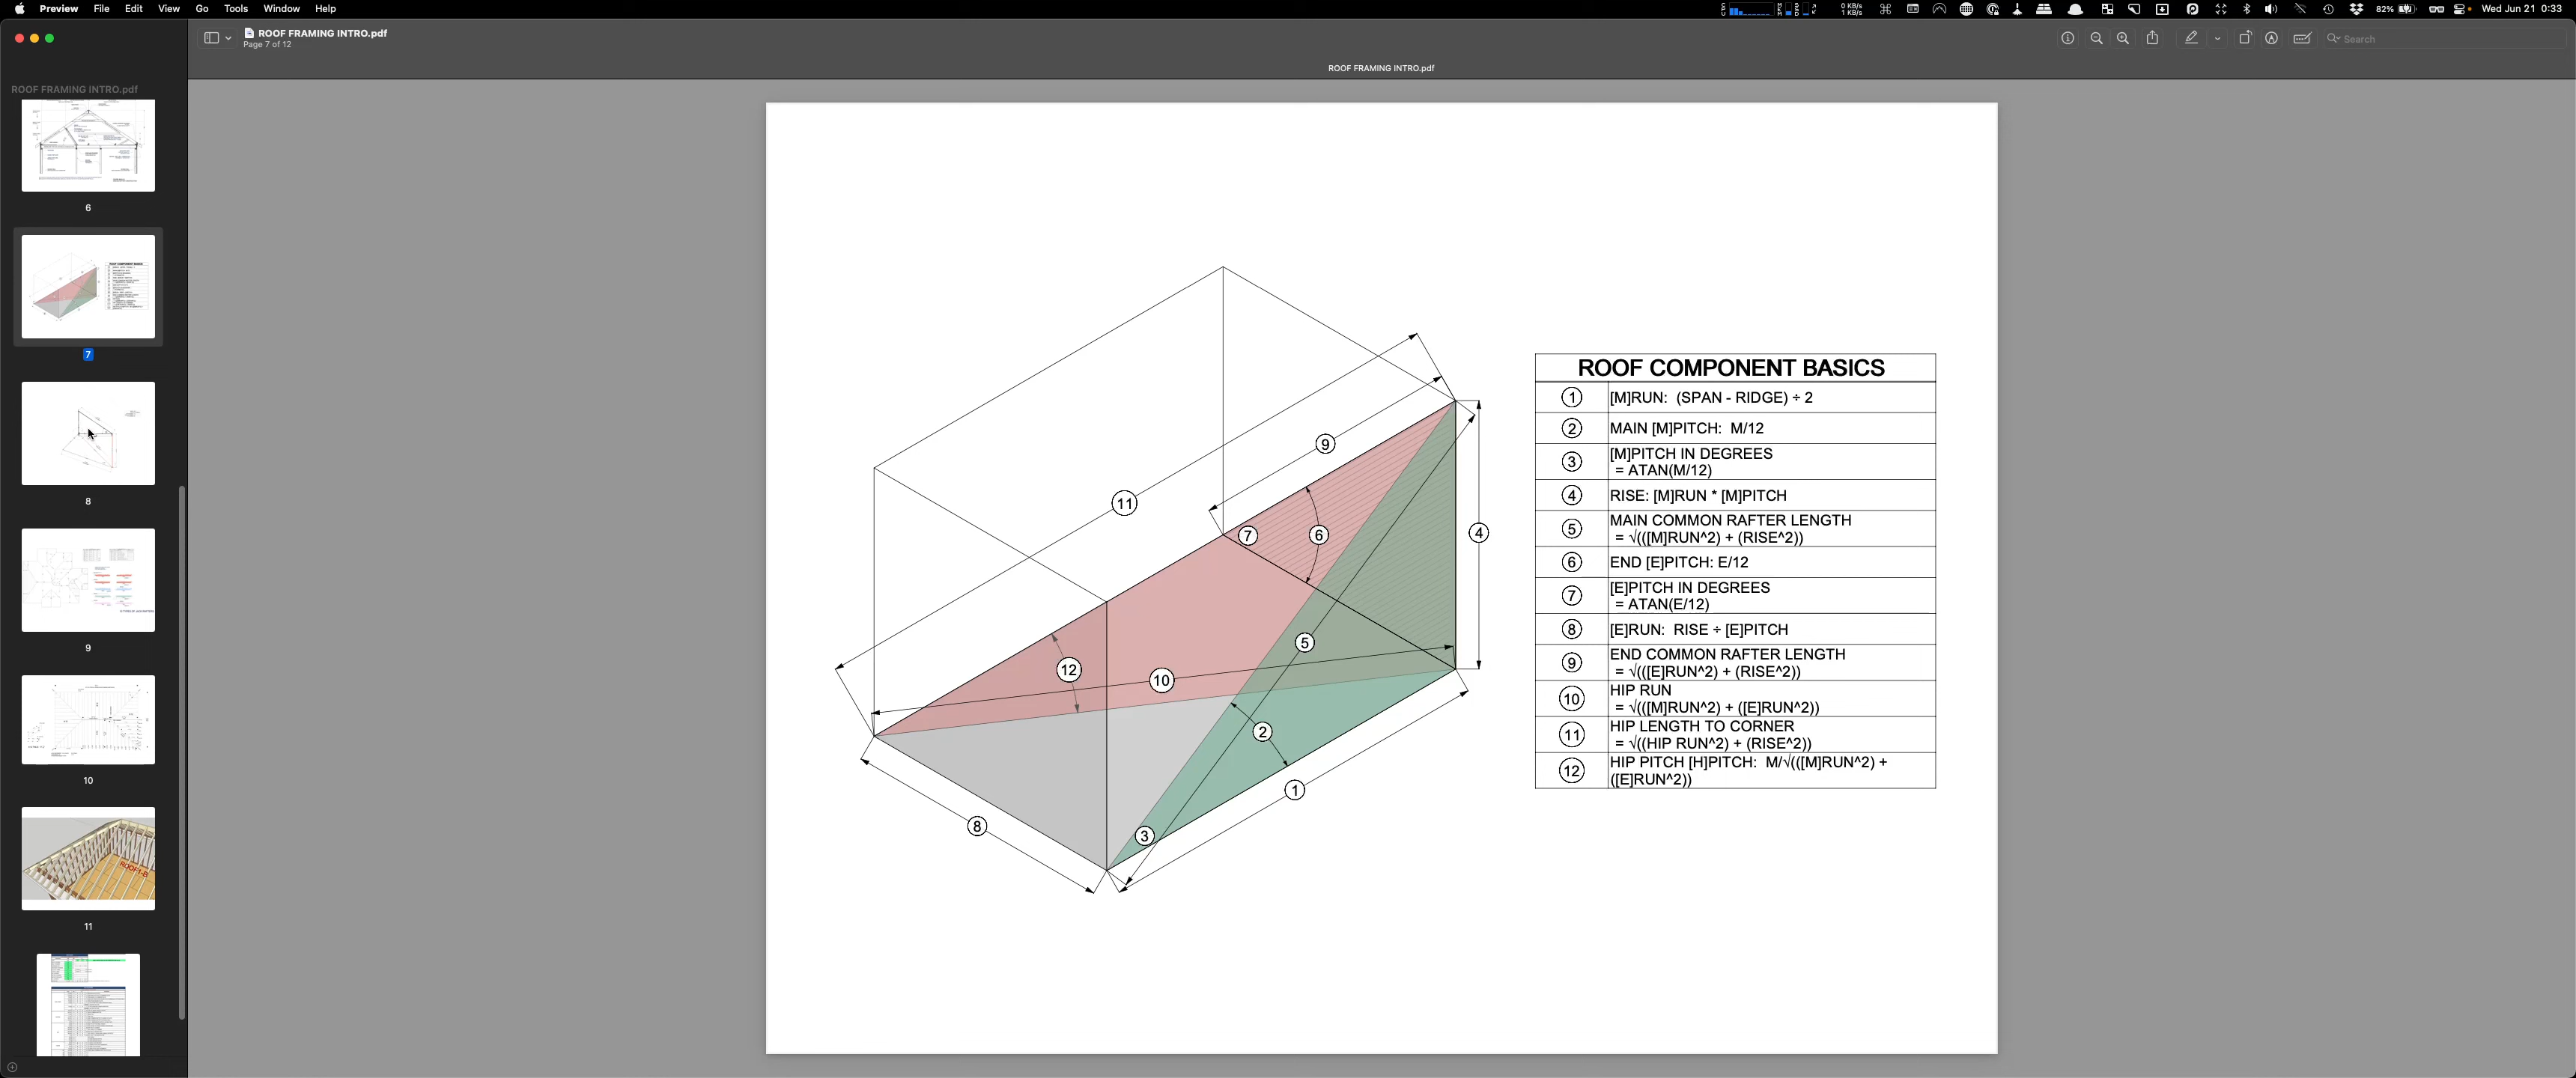 Preview File Edit View Go Tools Window Help
0 KB/s
1 KB/s
82%
Wed Jun 21 0:33
ROOF FRAMING INTRO.pdf
Page 7 of 12
Search
ROOF FRAMING INTRO.pdf
ROOF FRAMING INTRO.pdf
6
7
8
9
10
ROOF1-B
11
11
9
7
6
4
5
12
10
2
3
1
8
ROOF COMPONENT BASICS
1 [M]RUN: (SPAN - RIDGE) ÷ 2
2 MAIN [M]PITCH: M/12
3 [M]PITCH IN DEGREES
= ATAN(M/12)
4 RISE: [M]RUN * [M]PITCH
5 MAIN COMMON RAFTER LENGTH
= √(([M]RUN^2) + (RISE^2))
6 END [E]PITCH: E/12
7 [E]PITCH IN DEGREES
= ATAN(E/12)
8 [E]RUN: RISE ÷ [E]PITCH
9 END COMMON RAFTER LENGTH
= √(([E]RUN^2) + (RISE^2))
10 HIP RUN
= √(([M]RUN^2) + ([E]RUN^2))
11 HIP LENGTH TO CORNER
= √((HIP RUN^2) + (RISE^2))
12 HIP PITCH [H]PITCH: M/√(([M]RUN^2) +
([E]RUN^2))